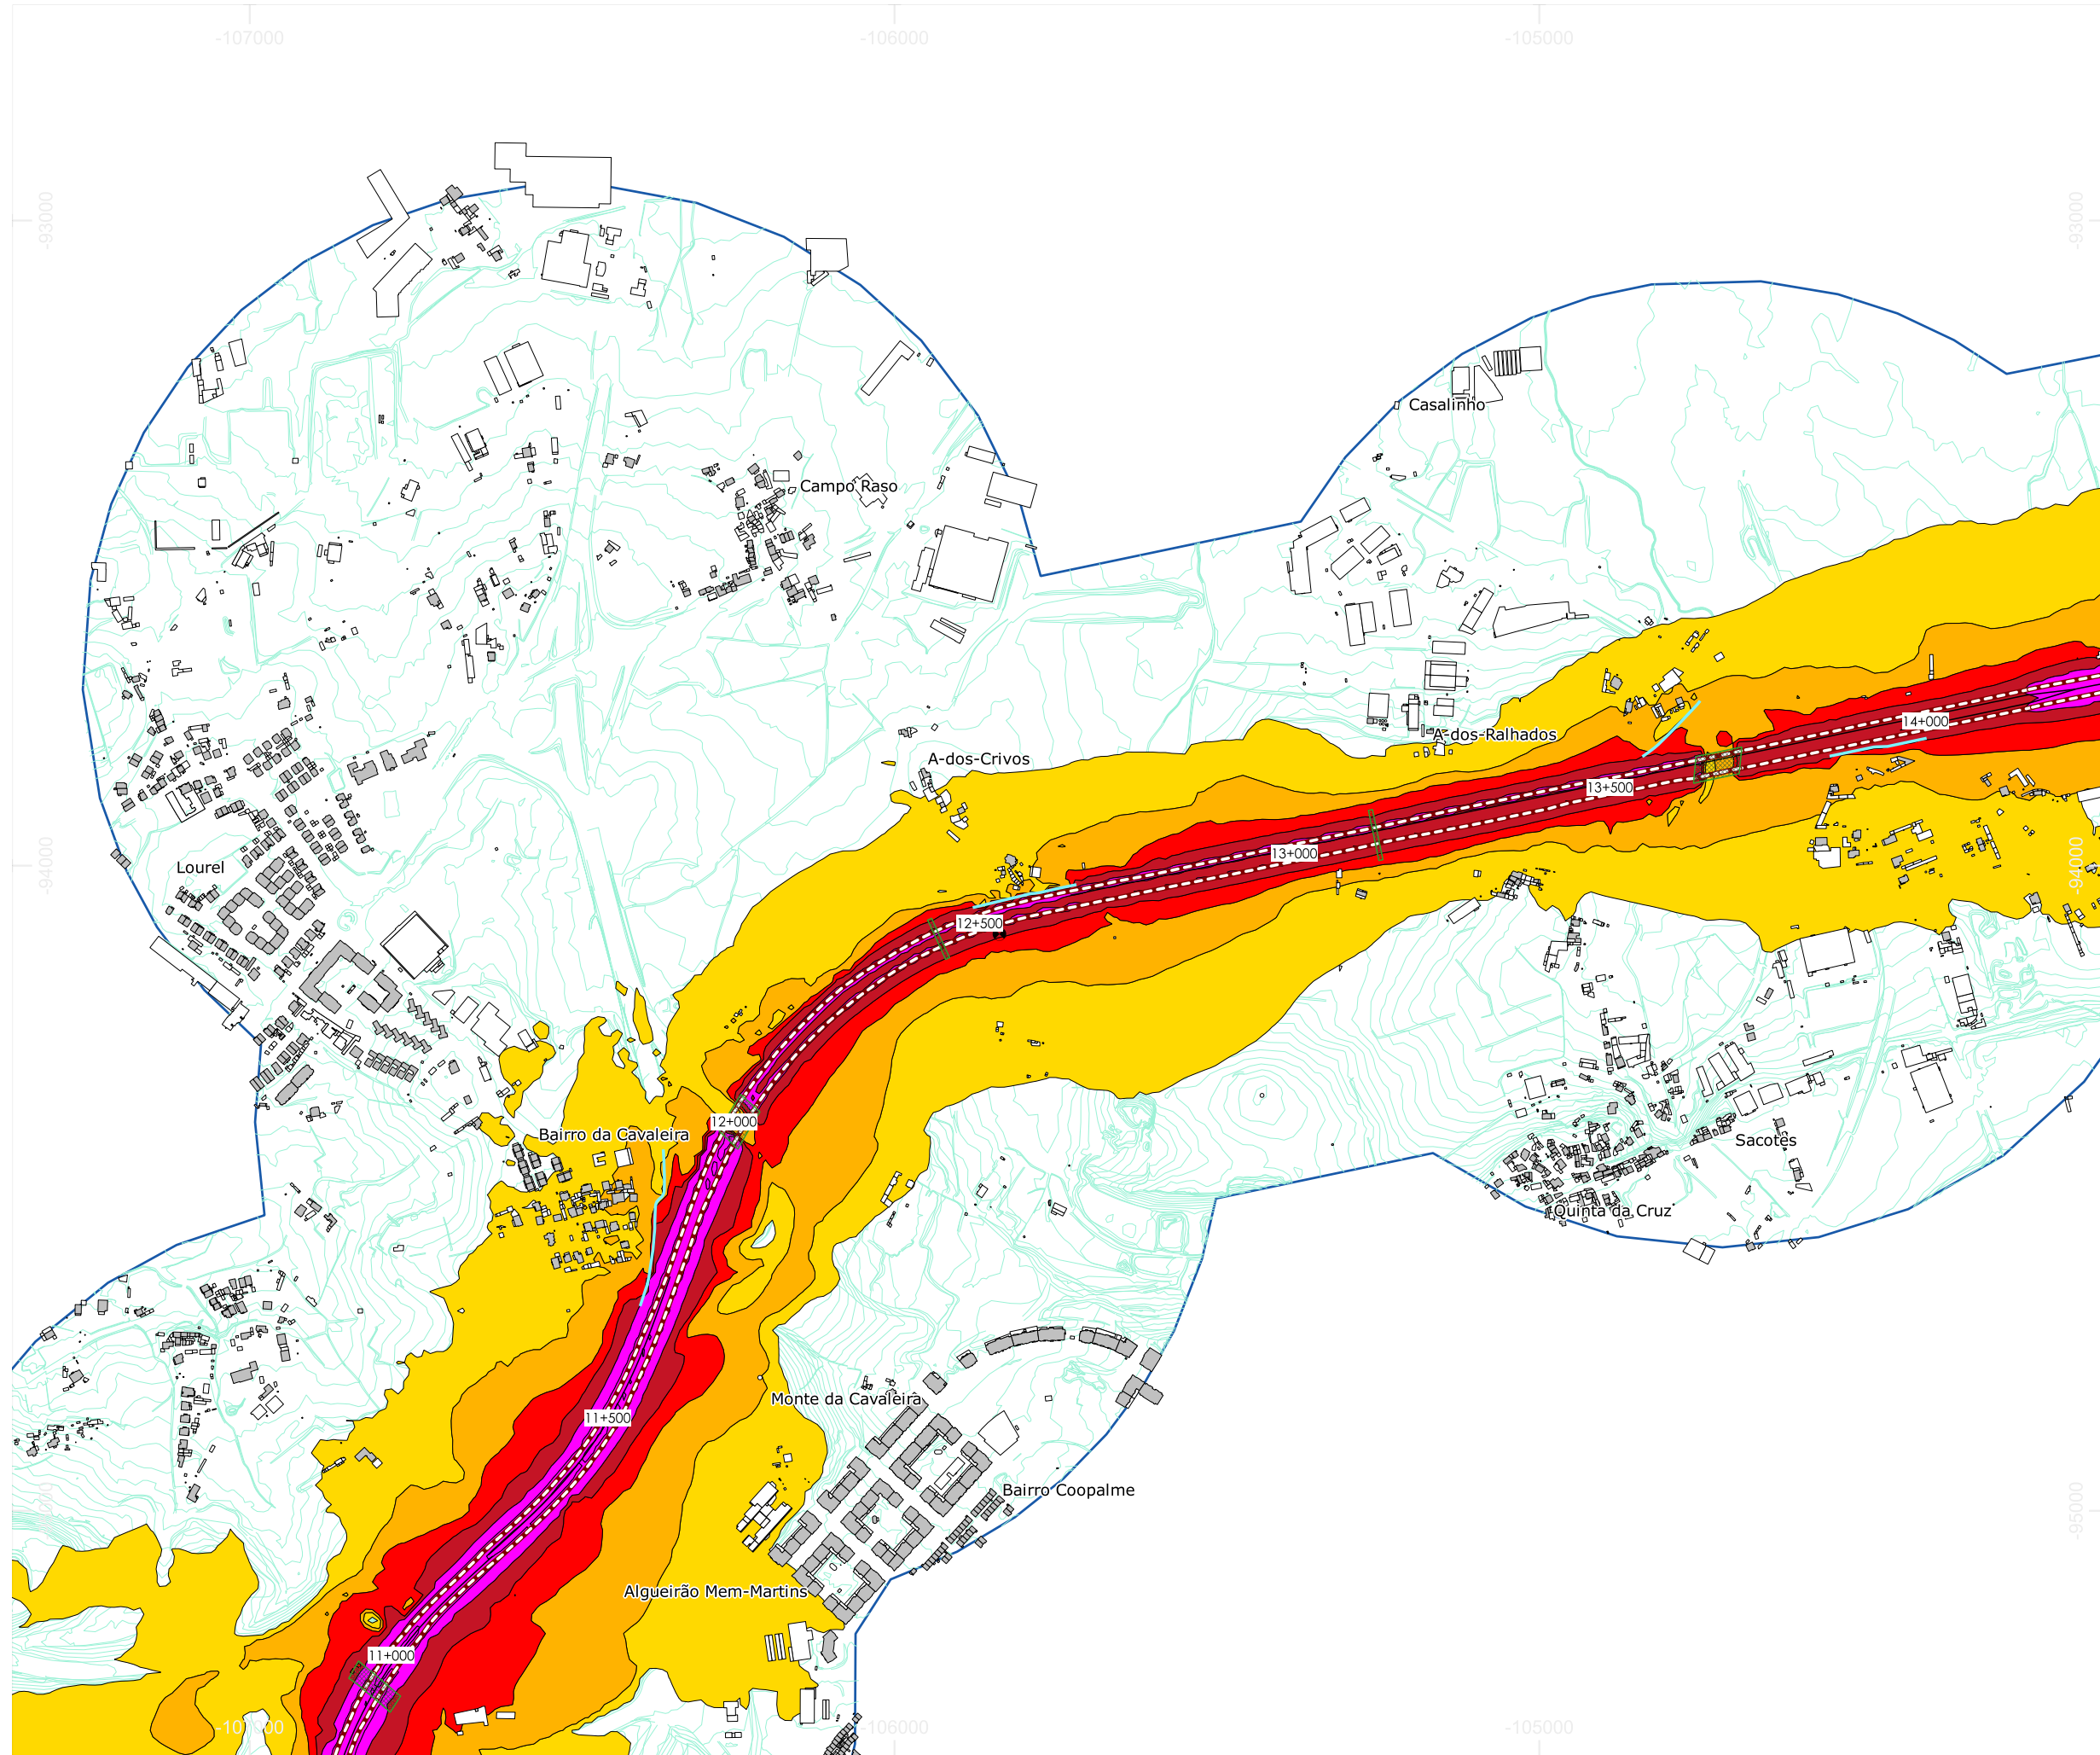 -107000
-106000
-105000
-93000
-93000
Casalinho
Campo Raso
14+000
A-dos-Ralhados
A-dos-Crivos
13+500
13+000
Lourel
-94000
-94000
12+500
12+000
Bairro da Cavaleira
Sacotes
Quinta da Cruz
Monte da Cavaleira
11+500
Bairro Coopalme
-95000
Algueirão Mem-Martins
11+000
-106000
-105000